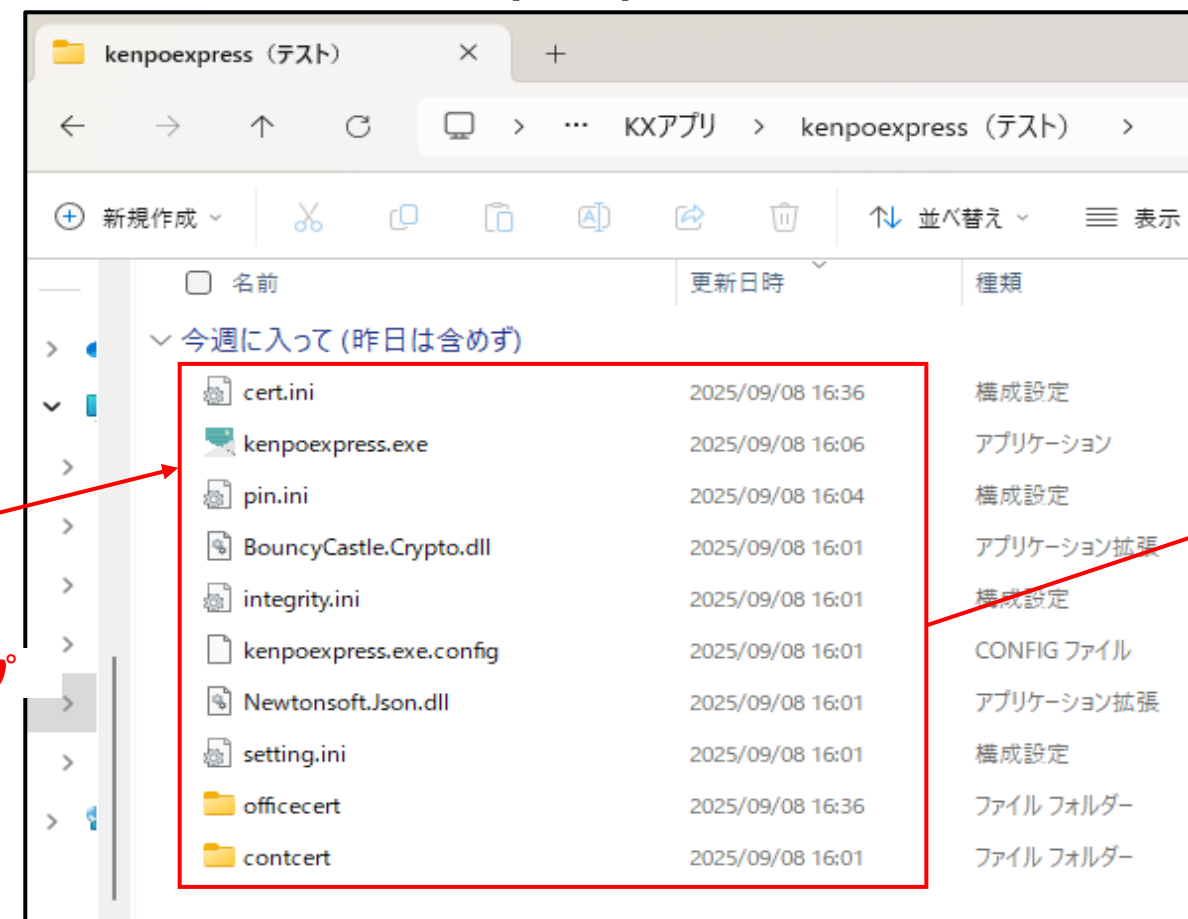 kenpoexpress（テスト）
KXアプリ > kenpoexpress（テスト） >
新規作成 並べ替え 表示
名前 更新日時 種類
今週に入って (昨日は含めず)
cert.ini 2025/09/08 16:36 構成設定
kenpoexpress.exe 2025/09/08 16:06 アプリケーション
pin.ini 2025/09/08 16:04 構成設定
BouncyCastle.Crypto.dll 2025/09/08 16:01 アプリケーション拡張
integrity.ini 2025/09/08 16:01 構成設定
kenpoexpress.exe.config 2025/09/08 16:01 CONFIG ファイル
Newtonsoft.Json.dll 2025/09/08 16:01 アプリケーション拡張
setting.ini 2025/09/08 16:01 構成設定
officecert 2025/09/08 16:36 ファイル フォルダー
contcert 2025/09/08 16:01 ファイル フォルダー